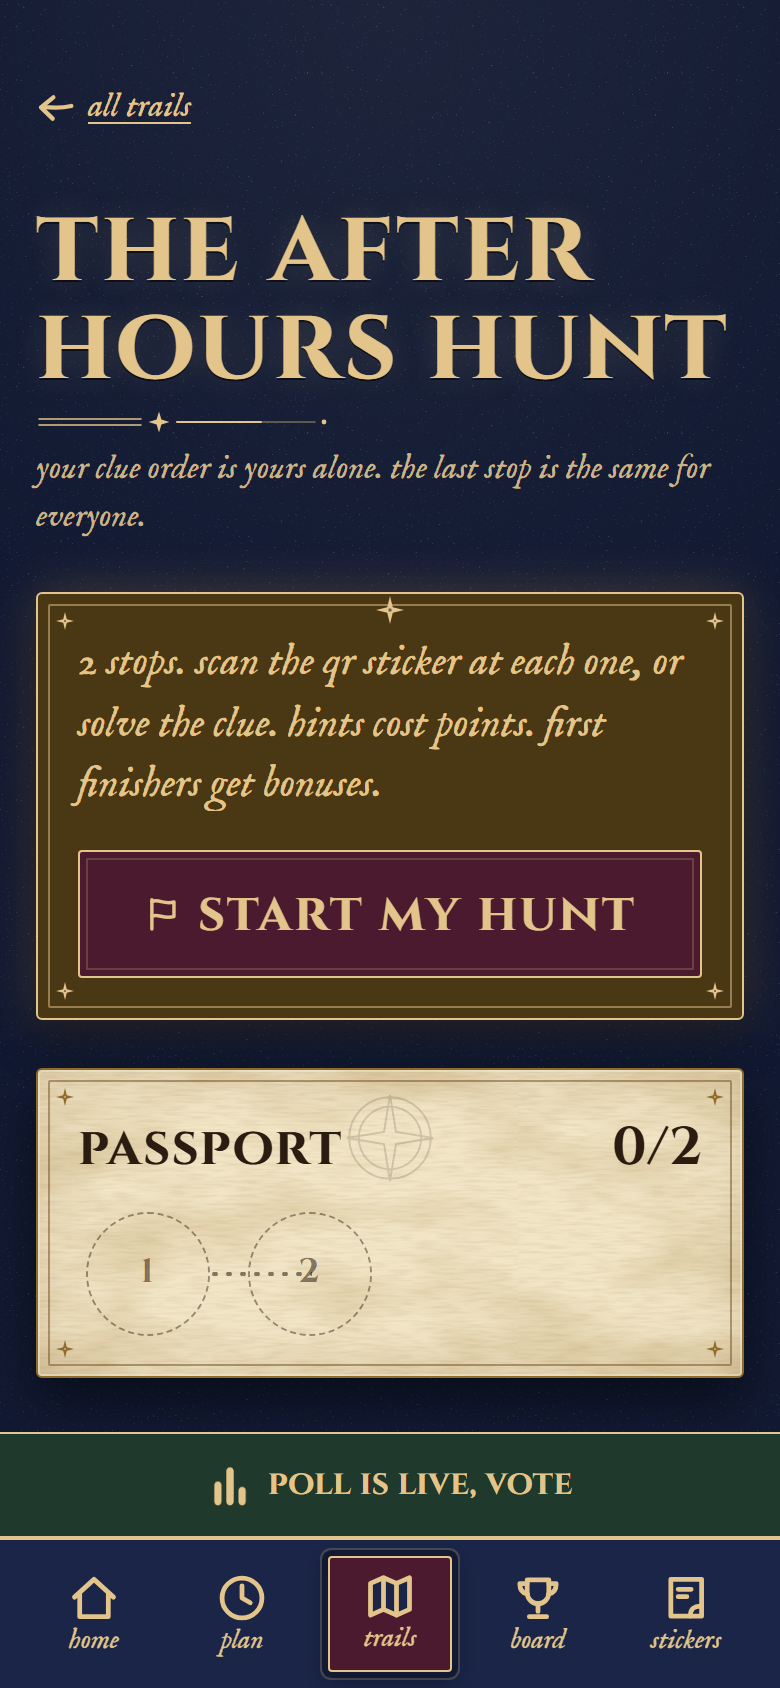 all trails
THE AFTER
HOURS HUNT
your clue order is yours alone. the last stop is the same for
everyone.
2 stops. scan the qr sticker at each one, or
solve the clue. hints cost points. first
finishers get bonuses.
START MY HUNT
PASSPORT 0/2
1 2
POLL IS LIVE, VOTE
home plan trails board stickers